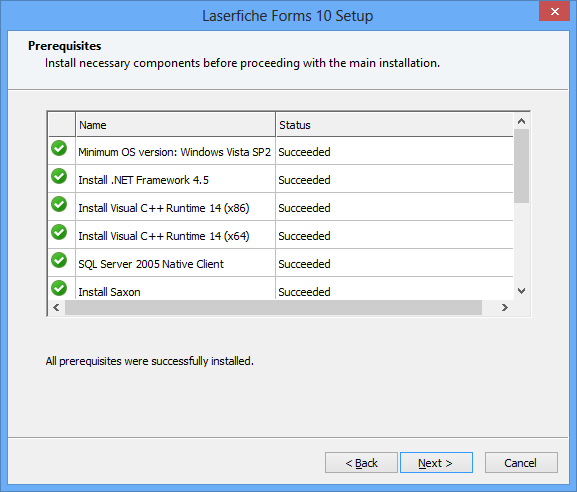 Laserfiche Forms 10 Setup
Prerequisites
Install necessary components before proceeding with the main installation.
Name Status
Minimum OS version: Windows Vista SP2 Succeeded
Install .NET Framework 4.5 Succeeded
Install Visual C++ Runtime 14 (x86) Succeeded
Install Visual C++ Runtime 14 (x64) Succeeded
SQL Server 2005 Native Client Succeeded
Install Saxon Succeeded
All prerequisites were successfully installed.
< Back Next > Cancel